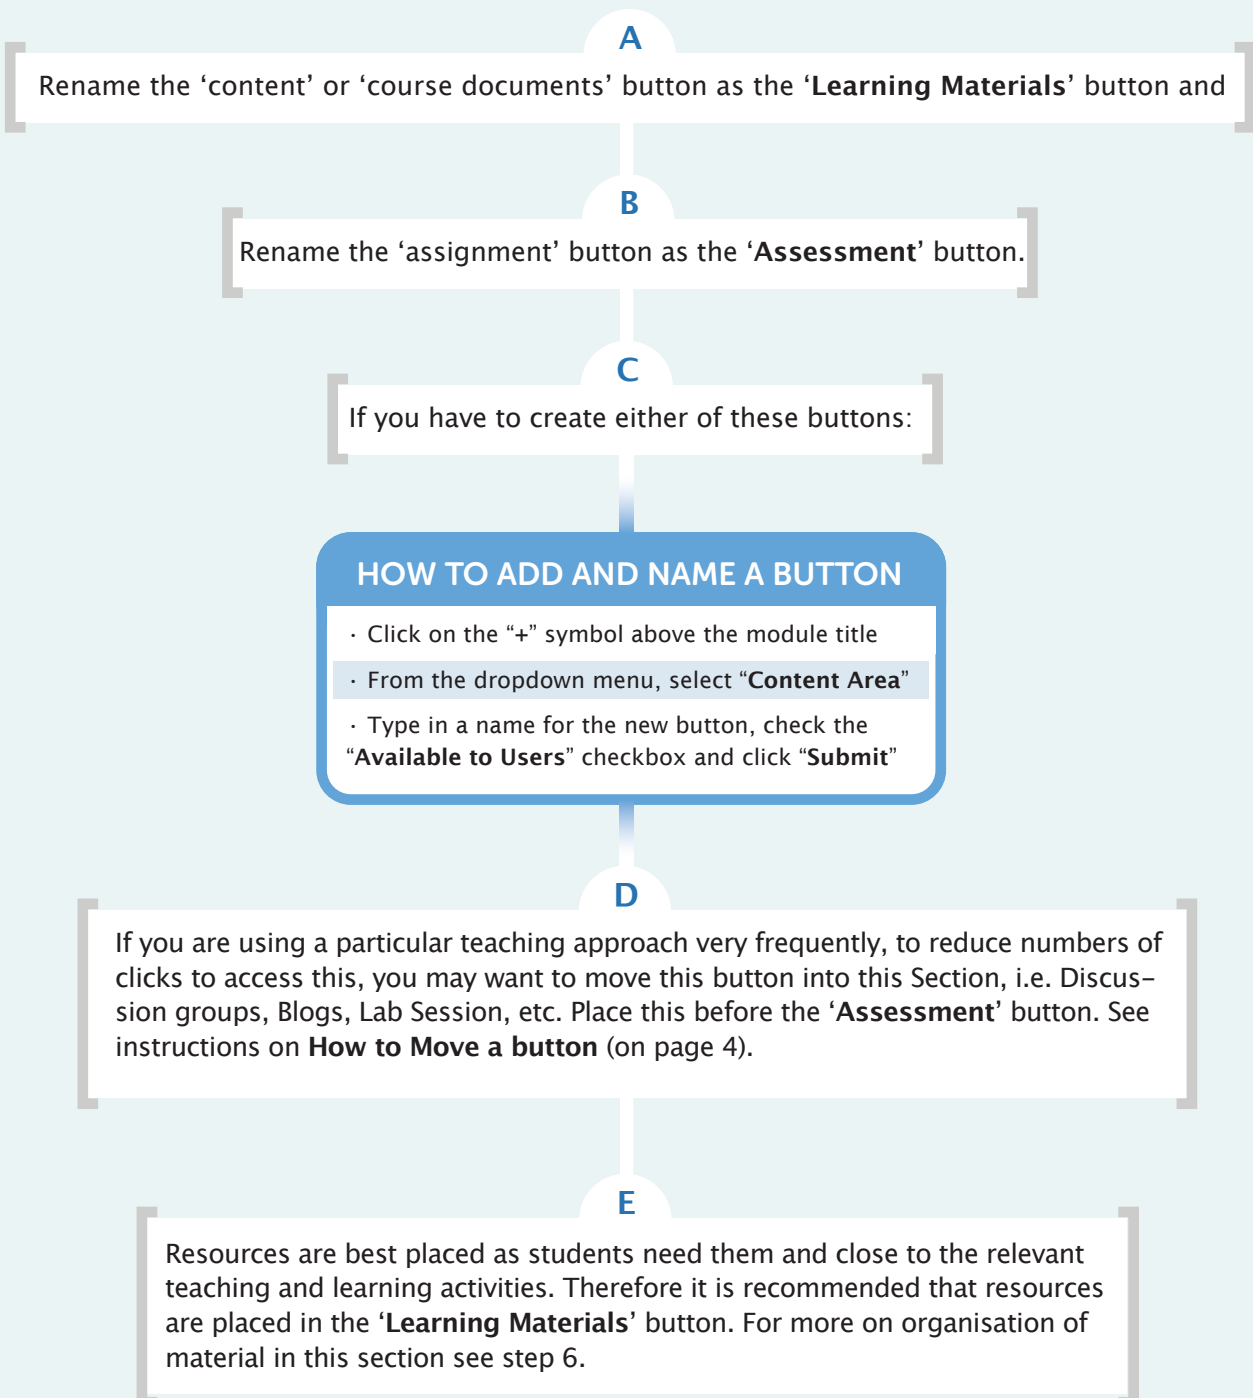 A
Rename the ‘content’ or ‘course documents’ button as the ‘Learning Materials’ button and
B
Rename the ‘assignment’ button as the ‘Assessment’ button.
C
If you have to create either of these buttons:
HOW TO ADD AND NAME A BUTTON
· Click on the “+” symbol above the module title
· From the dropdown menu, select “Content Area”
· Type in a name for the new button, check the
“Available to Users” checkbox and click “Submit”
D
If you are using a particular teaching approach very frequently, to reduce numbers of
clicks to access this, you may want to move this button into this Section, i.e. Discus-
sion groups, Blogs, Lab Session, etc. Place this before the ‘Assessment’ button. See
instructions on How to Move a button (on page 4).
E
Resources are best placed as students need them and close to the relevant
teaching and learning activities. Therefore it is recommended that resources
are placed in the ‘Learning Materials’ button. For more on organisation of
material in this section see step 6.